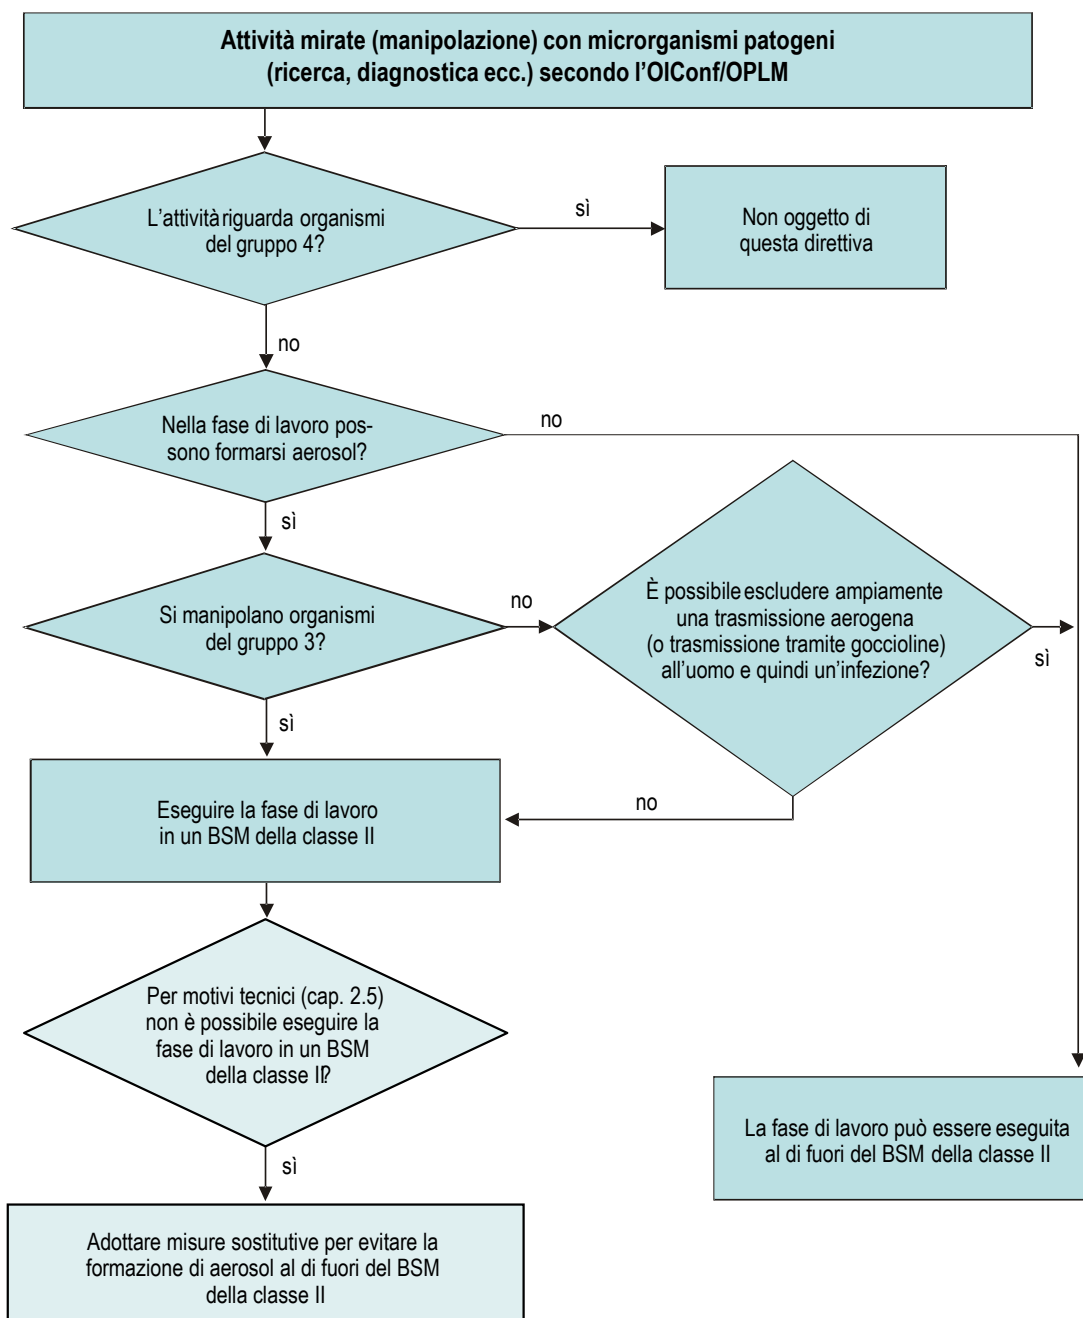 Attività mirate (manipolazione) con microrganismi patogeni
(ricerca, diagnostica ecc.) secondo l'OIConf/OPLM
L'attività riguarda organismi
del gruppo 4?
sì
Non oggetto di
questa direttiva
no
Nella fase di lavoro pos-
sono formarsi aerosol?
no
sì
Si manipolano organismi
del gruppo 3?
no
È possibile escludere ampiamente
una trasmissione aerogena
(o trasmissione tramite goccioline)
all'uomo e quindi un'infezione?
sì
sì
no
Eseguire la fase di lavoro
in un BSM della classe II
Per motivi tecnici (cap. 2.5)
non è possibile eseguire la
fase di lavoro in un BSM
della classe II?
sì
La fase di lavoro può essere eseguita
al di fuori del BSM della classe II
Adottare misure sostitutive per evitare la
formazione di aerosol al di fuori del BSM
della classe II